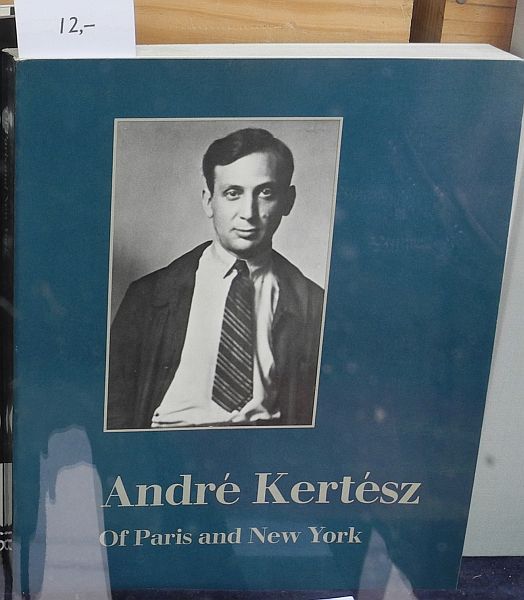 12,-
André Kertész
Of Paris and New York